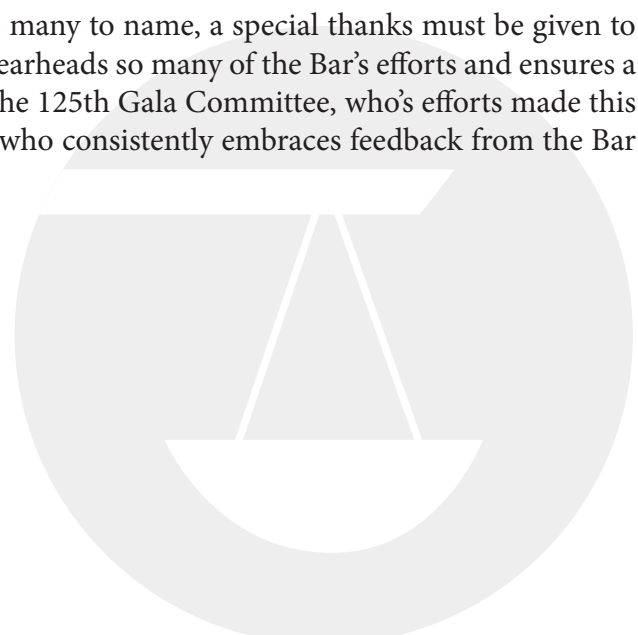 many to name, a special thanks must be given to
earheads so many of the Bar’s efforts and ensures a
he 125th Gala Committee, who’s efforts made this
who consistently embraces feedback from the Bar